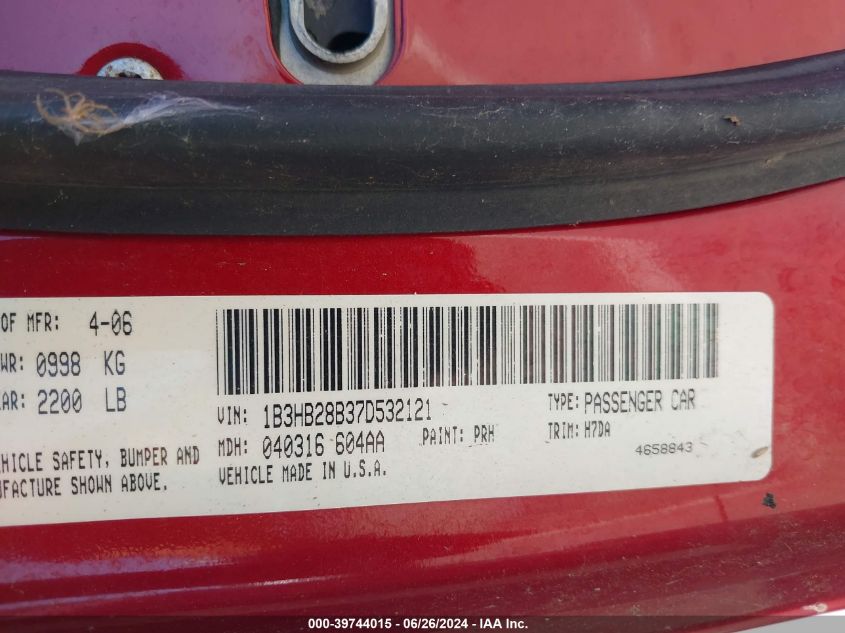 OF MFR: 4-06
WR: 0998 KG
AR: 2200 LB
VIN: 1B3HB28B37D532121
TYPE: PASSENGER CAR
MDH: 040316 604AA
PAINT: PRH
TRIM: H7DA
4658843
EHICLE SAFETY, BUMPER AND
UFACTURE SHOWN ABOVE.
VEHICLE MADE IN U.S.A.
000-39744015 - 06/26/2024 - IAA Inc.